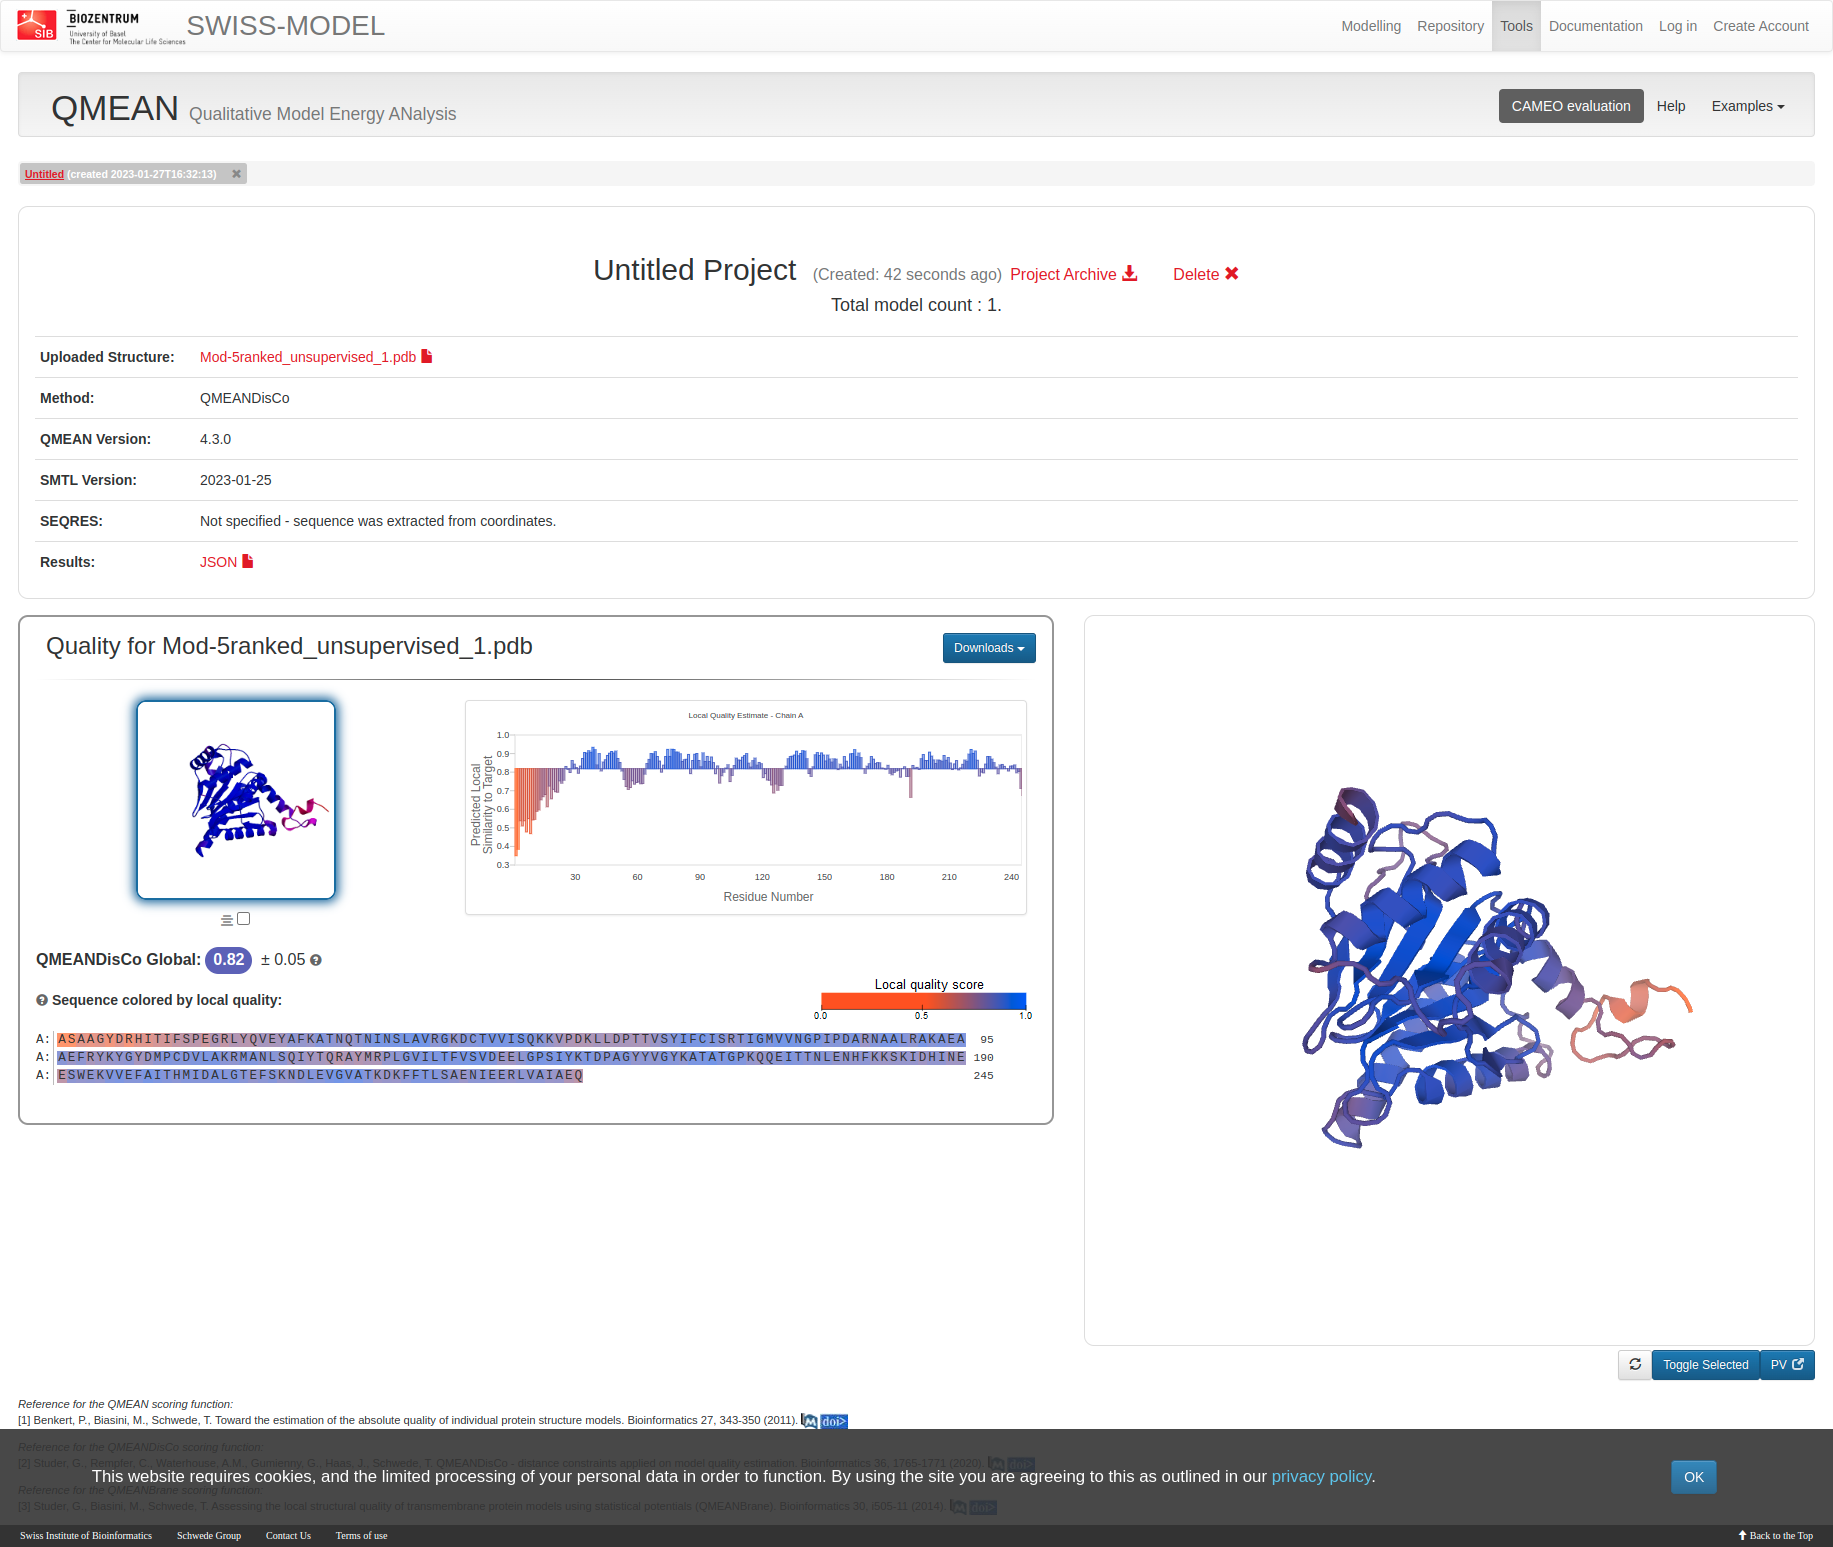 SIB BIOZENTRUM
University of Basel
The Center for Molecular Life Sciences
SWISS-MODEL
Modelling Repository Tools Documentation Log in Create Account
QMEAN Qualitative Model Energy ANalysis
CAMEO evaluation Help Examples
Untitled (created 2023-01-27T16:32:13)
Untitled Project (Created: 42 seconds ago) Project Archive Delete
Total model count : 1.
Uploaded Structure: Mod-5ranked_unsupervised_1.pdb
Method: QMEANDisCo
QMEAN Version: 4.3.0
SMTL Version: 2023-01-25
SEQRES: Not specified - sequence was extracted from coordinates.
Results: JSON
Quality for Mod-5ranked_unsupervised_1.pdb
Downloads
Local Quality Estimate - Chain A
Predicted Local
Similarity to Target
1.0
0.9
0.8
0.7
0.6
0.5
0.4
0.3
30 60 90 120 150 180 210 240
Residue Number
QMEANDisCo Global: 0.82 ± 0.05
Sequence colored by local quality:
Local quality score
0.0 0.5 1.0
A: ASAAGYDRHITIFSPEGRLYQVEYAFKATNQTNINSLAVRGKDCTVVISQKKVPDKLLDPTTVSYIFCISRTIGMVVNGPIPDARNAALRAKAEA 95
A: AEFRYKYGYDMPCDVLAKRMANLSQIYTQRAYMRPLGVILTFVSVDEELGPSIYKTDPAGYYVGYKATATGPKQQEITTNLENHFKKSKIDHINE 190
A: ESWEKVVEFAITHMIDALGTEFSKNDLEVGVATKDKFFTLSAENIEERLVAIAEQ 245
Toggle Selected PV
Reference for the QMEAN scoring function:
[1] Benkert, P., Biasini, M., Schwede, T. Toward the estimation of the absolute quality of individual protein structure models. Bioinformatics 27, 343-350 (2011). M doi>
Reference for the QMEANDisCo scoring function:
[2] Studer, G., Rempfer, C., Waterhouse, A.M., Gumienny, G., Haas, J., Schwede, T. QMEANDisCo - distance constraints applied on model quality estimation. Bioinformatics 36, 1765-1771 (2020). M doi>
This website requires cookies, and the limited processing of your personal data in order to function. By using the site you are agreeing to this as outlined in our privacy policy.
OK
Reference for the QMEANBrane scoring function:
[3] Studer, G., Biasini, M., Schwede, T. Assessing the local structural quality of transmembrane protein models using statistical potentials (QMEANBrane). Bioinformatics 30, i505-11 (2014). M doi>
Swiss Institute of Bioinformatics Schwede Group Contact Us Terms of use
Back to the Top